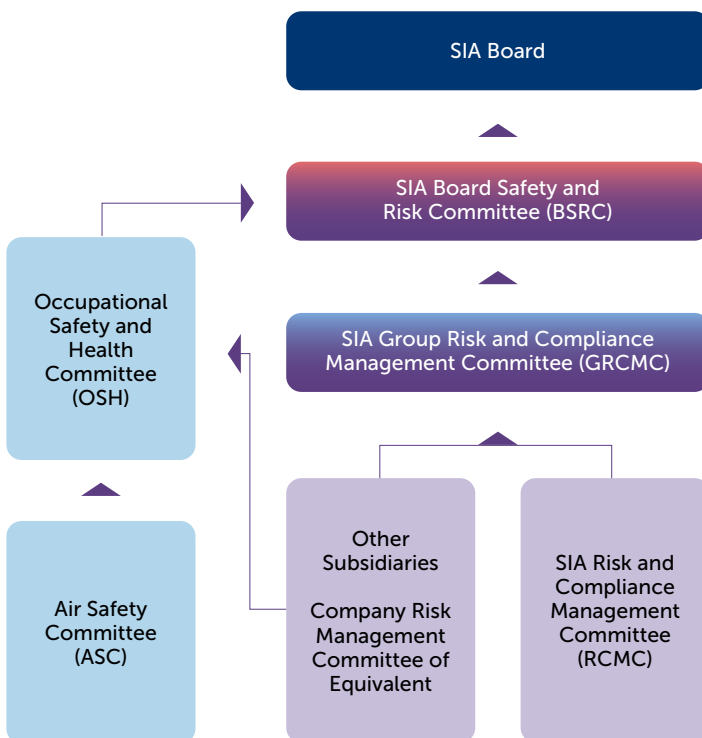 SIA Board
SIA Board Safety and
Risk Committee (BSRC)
Occupational
Safety and
Health
Committee
(OSH)
SIA Group Risk and Compliance
Management Committee (GRCMC)
Air Safety
Committee
(ASC)
Other
Subsidiaries
Company Risk
Management
Committee of
Equivalent
SIA Risk and
Compliance
Management
Committee
(RCMC)